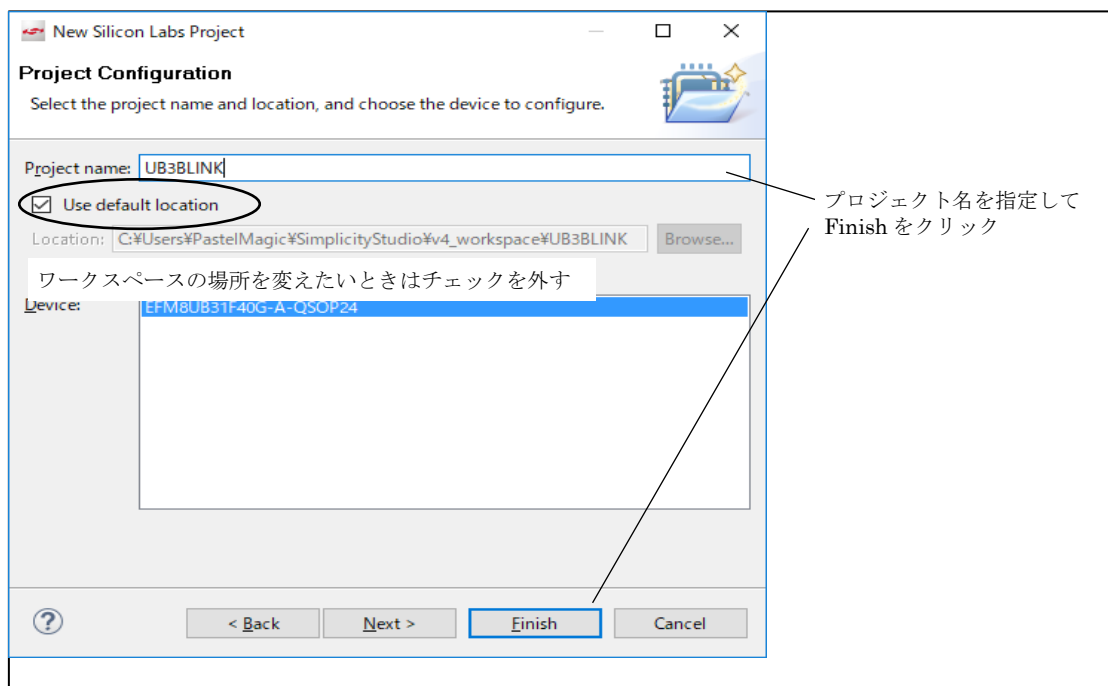 New Silicon Labs Project
Project Configuration
Select the project name and location, and choose the device to configure.
Project name: UB3BLINK
Use default location
プロジェクト名を指定して
Finish をクリック
Location: C:¥Users¥PastelMagic¥SimplicityStudio¥v4_workspace¥UB3BLINK Browse...
ワークスペースの場所を変えたいときはチェックを外す
Device: EFM8UB31F40G-A-QSOP24
? < Back Next > Finish Cancel